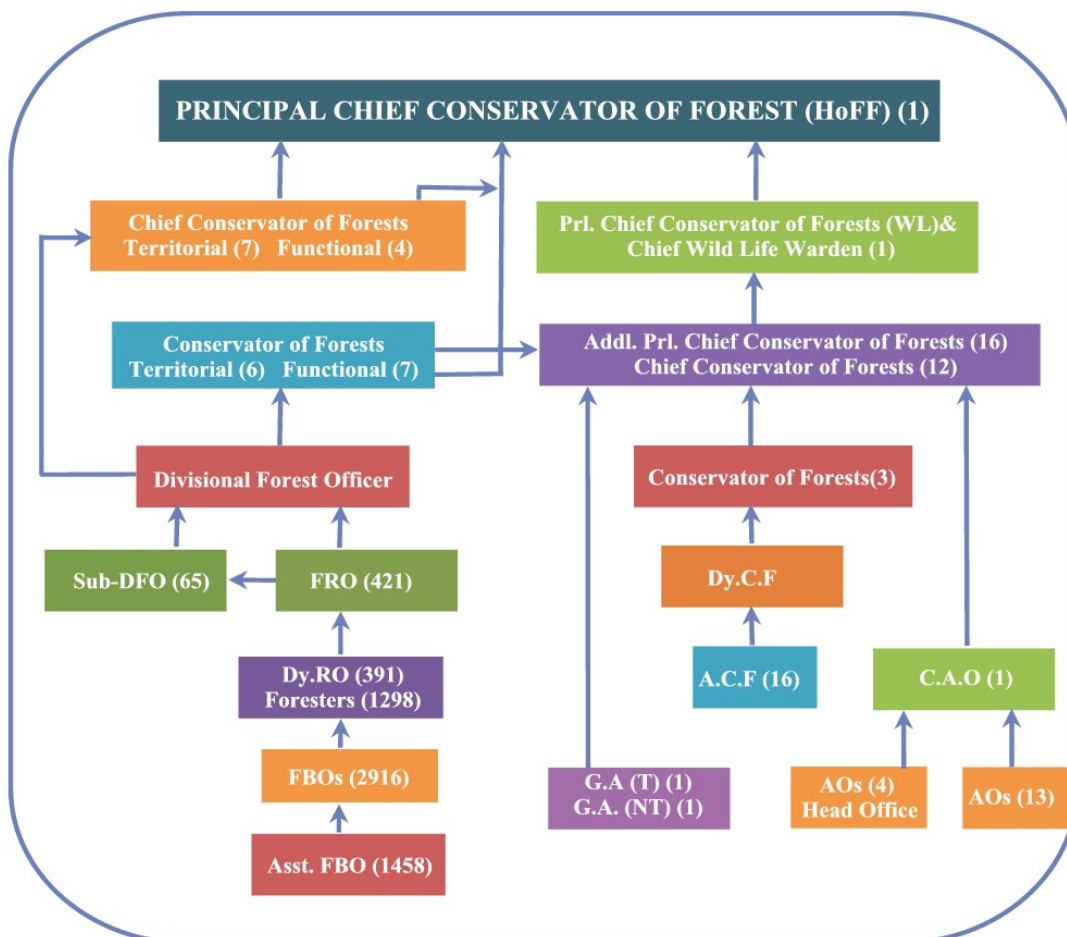 PRINCIPAL CHIEF CONSERVATOR OF FOREST (HoFF) (1)
Chief Conservator of Forests
Territorial (7) Functional (4)
Prl. Chief Conservator of Forests (WL)&
Chief Wild Life Warden (1)
Conservator of Forests
Territorial (6) Functional (7)
Addl. Prl. Chief Conservator of Forests (16)
Chief Conservator of Forests (12)
Divisional Forest Officer
Conservator of Forests(3)
Sub-DFO (65)
FRO (421)
Dy.C.F
Dy.RO (391)
Foresters (1298)
A.C.F (16)
C.A.O (1)
FBOs (2916)
G.A (T) (1)
G.A. (NT) (1)
AOs (4)
Head Office
AOs (13)
Asst. FBO (1458)